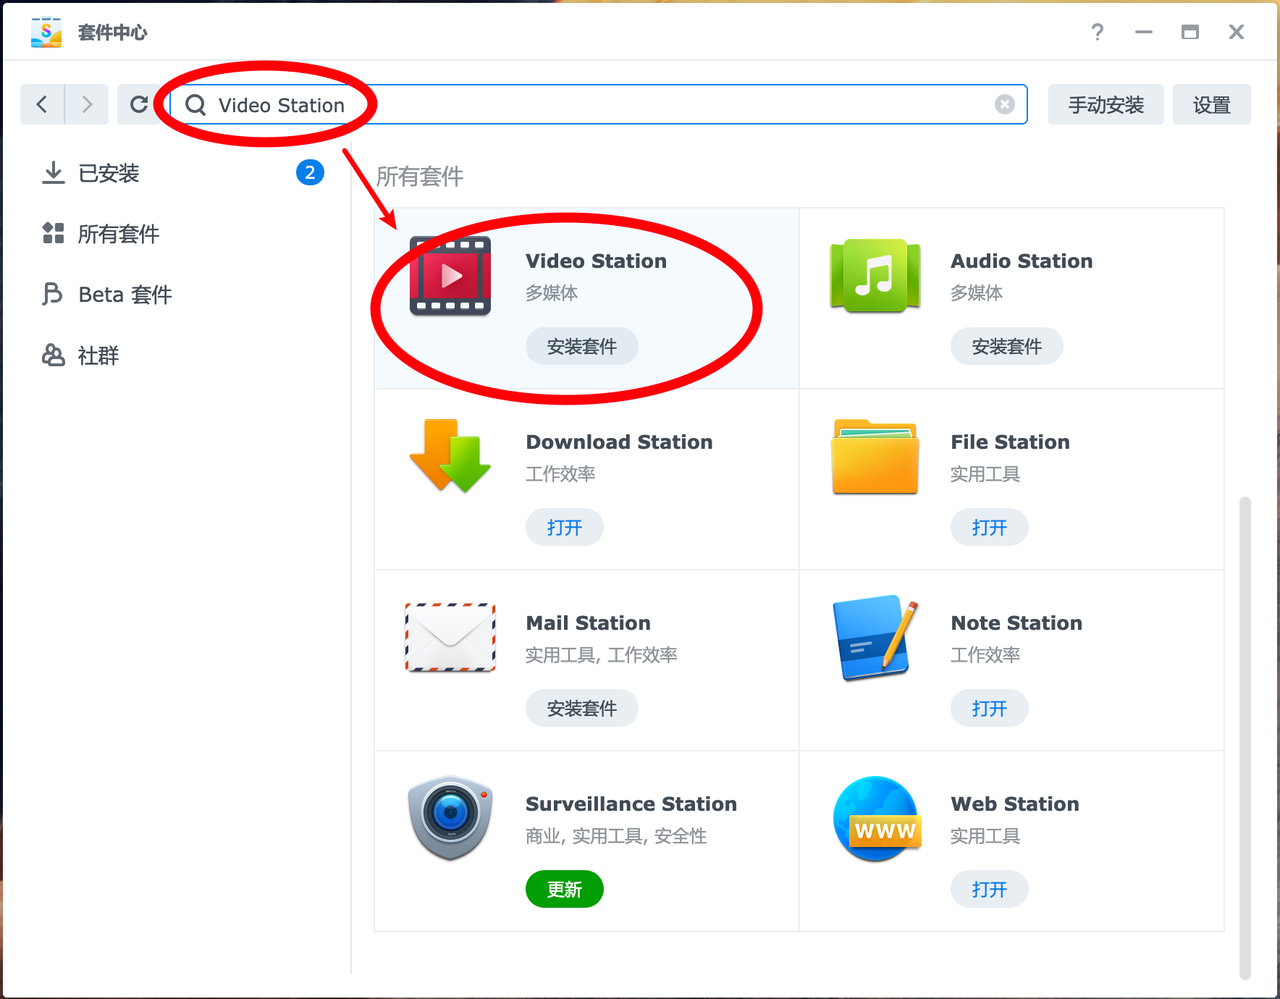 套件中心
Video Station
手动安装
设置
已安装
2
所有套件
Beta 套件
社群
所有套件
Video Station
多媒体
安装套件
Audio Station
多媒体
安装套件
Download Station
工作效率
打开
File Station
实用工具
打开
Mail Station
实用工具, 工作效率
安装套件
Note Station
工作效率
打开
Surveillance Station
商业, 实用工具, 安全性
更新
WWW
Web Station
实用工具
打开